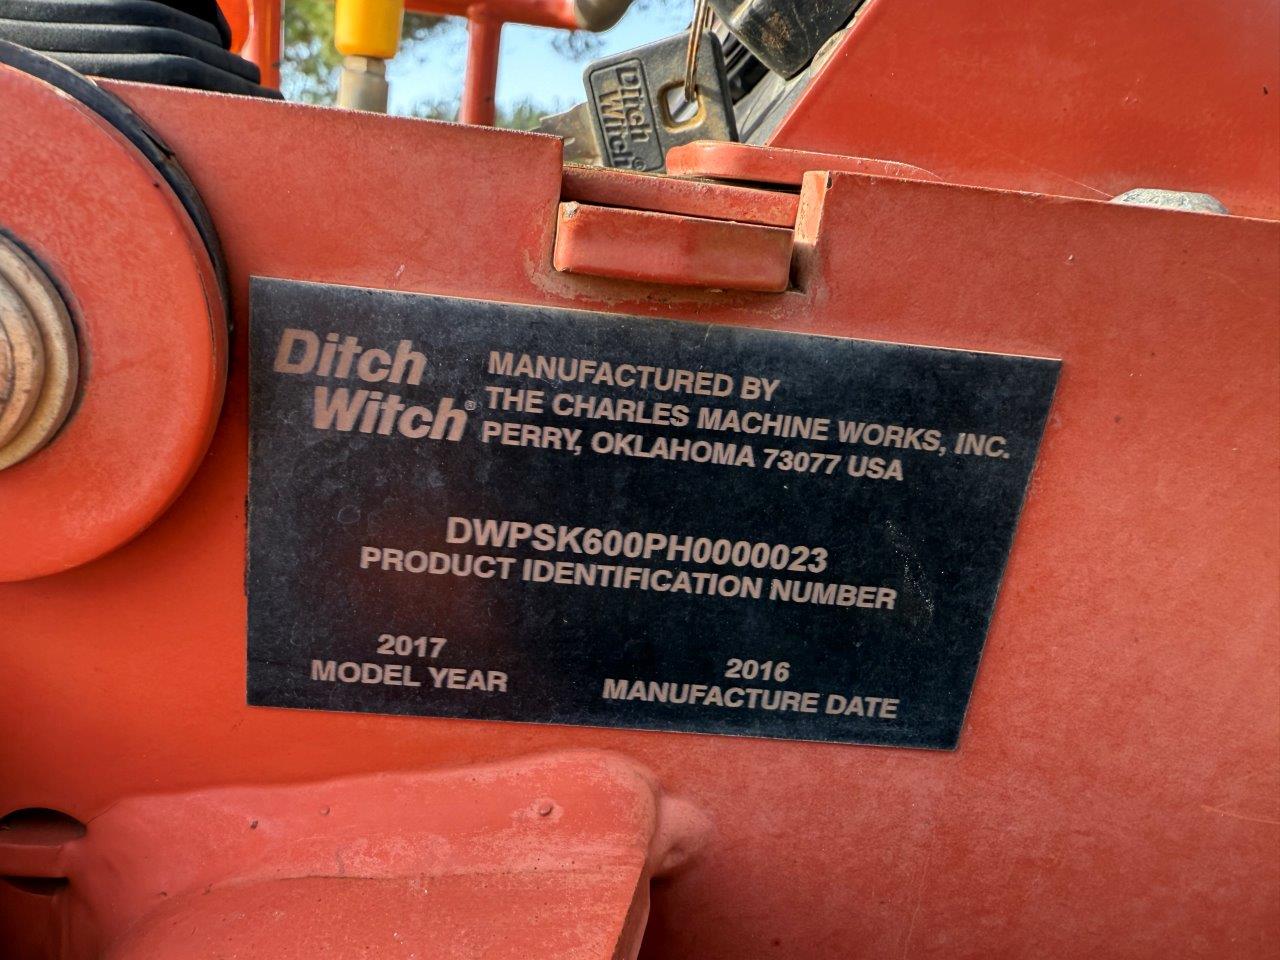 Ditch
Witch®
Ditch
Witch®
MANUFACTURED BY
THE CHARLES MACHINE WORKS, INC.
PERRY, OKLAHOMA 73077 USA
DWPSK600PH0000023
PRODUCT IDENTIFICATION NUMBER
2017
MODEL YEAR
2016
MANUFACTURE DATE